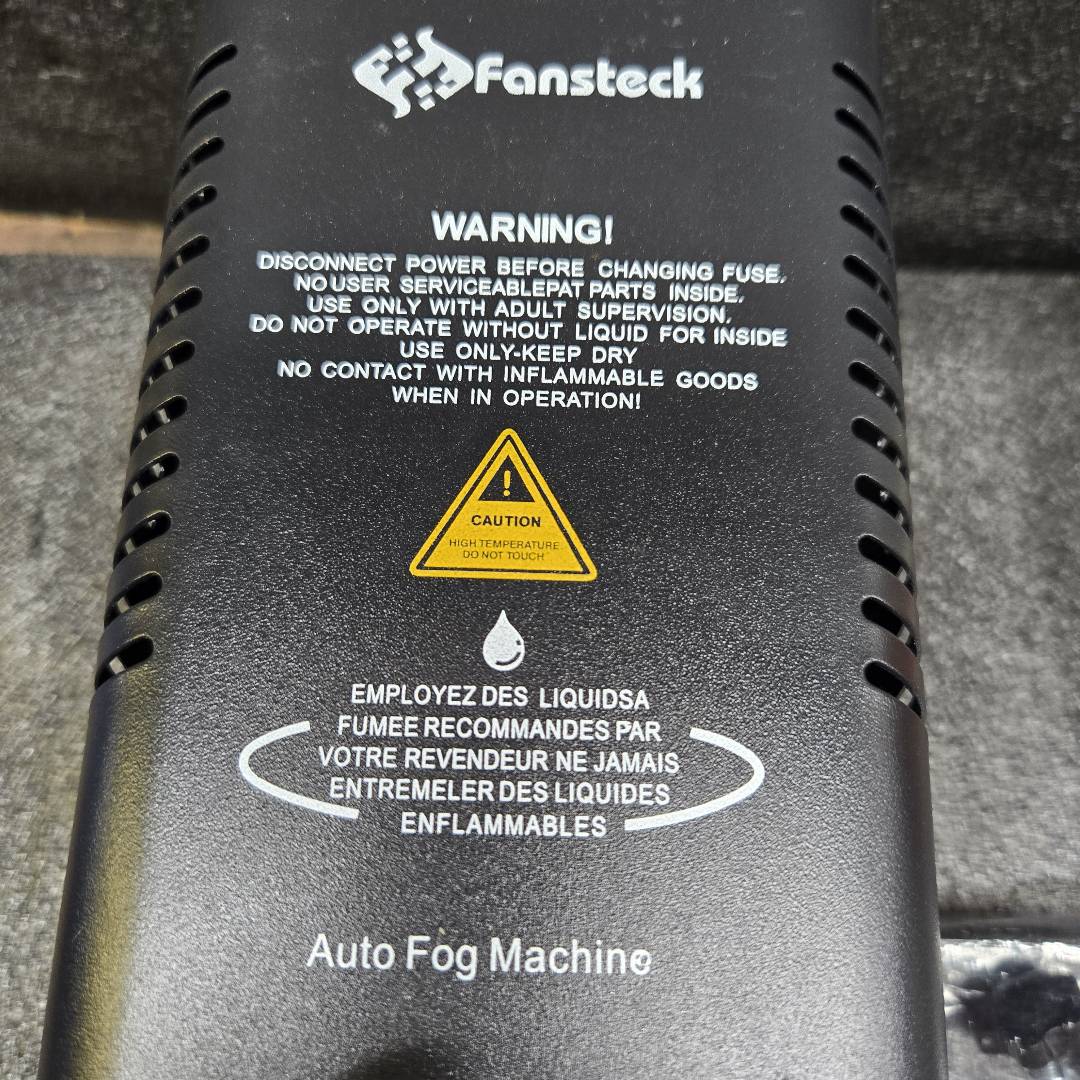 Fansteck
WARNING!
DISCONNECT POWER BEFORE CHANGING FUSE.
NO USER SERVICEABLEPAT PARTS INSIDE.
USE ONLY WITH ADULT SUPERVISION.
DO NOT OPERATE WITHOUT LIQUID FOR INSIDE
USE ONLY-KEEP DRY
NO CONTACT WITH INFLAMMABLE GOODS
WHEN IN OPERATION!
!
CAUTION
HIGH TEMPERATURE
DO NOT TOUCH
EMPLOYEZ DES LIQUIDSA
FUMEE RECOMMANDES PAR
VOTRE REVENDEUR NE JAMAIS
ENTREMELER DES LIQUIDES
ENFLAMMABLES
Auto Fog Machine